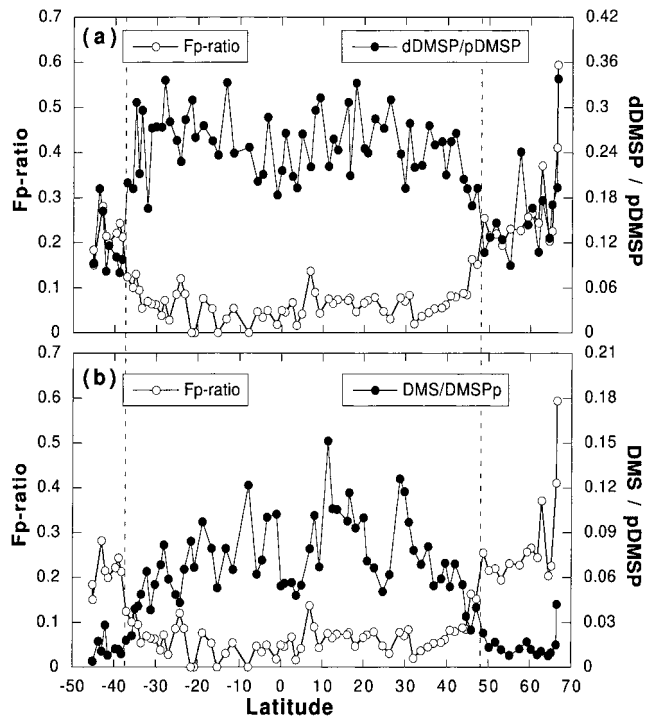 (a)
Fp-ratio
dDMSP/pDMSP
0.7
0.6
0.5
0.4
0.3
0.2
0.1
0
Fp-ratio
0.42
0.36
0.3
0.24
0.18
0.12
0.06
0
dDMSP / pDMSP
(b)
Fp-ratio
DMS/DMSPp
0.7
0.6
0.5
0.4
0.3
0.2
0.1
0
Fp-ratio
0.21
0.18
0.15
0.12
0.09
0.06
0.03
0
DMS / pDMSP
-50 -40 -30 -20 -10 0 10 20 30 40 50 60 70
Latitude